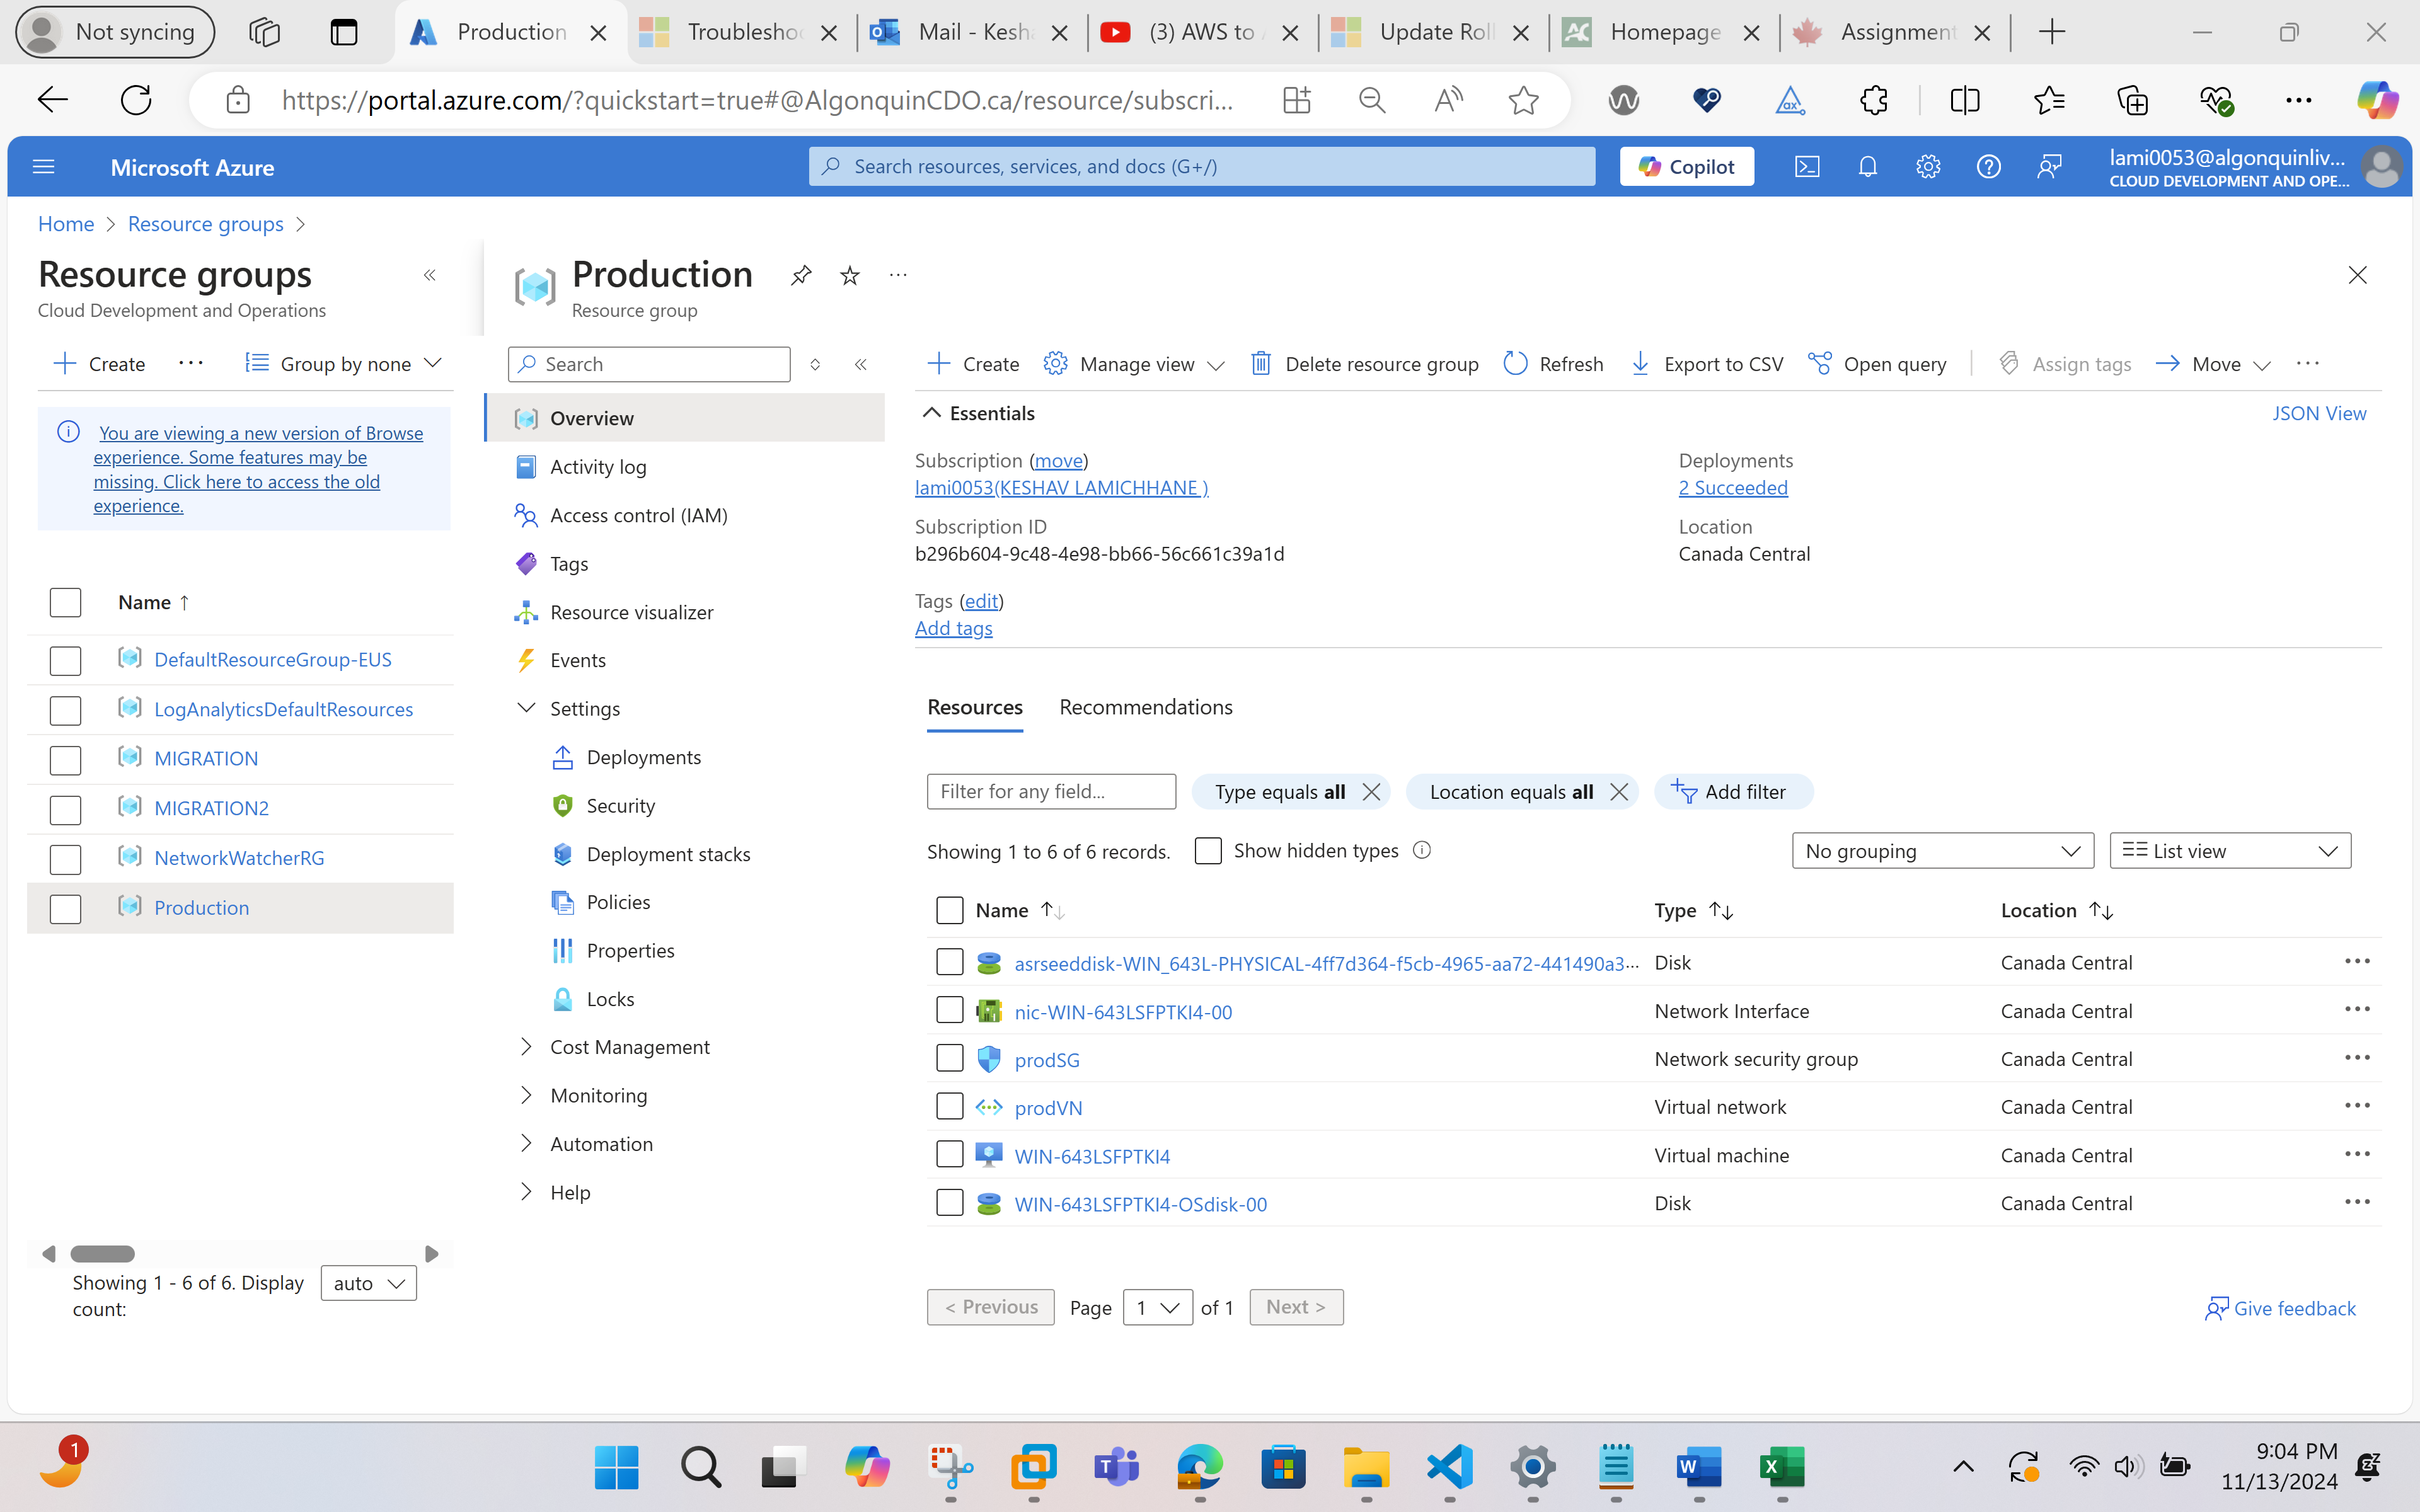 Not syncing
Production
Troubleshoo
Mail - Kesha
(3) AWS to A
Update Roll
Homepage
Assignment
https://portal.azure.com/?quickstart=true#@AlgonquinCDO.ca/resource/subscri...
Microsoft Azure
Search resources, services, and docs (G+/)
Copilot
lami0053@algonquinliv...
CLOUD DEVELOPMENT AND OPE...
Home > Resource groups >
Resource groups
Cloud Development and Operations
Create
Group by none
You are viewing a new version of Browse
experience. Some features may be
missing. Click here to access the old
experience.
Name ↑
DefaultResourceGroup-EUS
LogAnalyticsDefaultResources
MIGRATION
MIGRATION2
NetworkWatcherRG
Production
Showing 1 - 6 of 6. Display
count:
auto
Production
Resource group
Search
Overview
Activity log
Access control (IAM)
Tags
Resource visualizer
Events
Settings
Deployments
Security
Deployment stacks
Policies
Properties
Locks
Cost Management
Monitoring
Automation
Help
Create
Manage view
Delete resource group
Refresh
Export to CSV
Open query
Assign tags
Move
Essentials
JSON View
Subscription (move)
lami0053(KESHAV LAMICHHANE )
Subscription ID
b296b604-9c48-4e98-bb66-56c661c39a1d
Deployments
2 Succeeded
Location
Canada Central
Tags (edit)
Add tags
Resources
Recommendations
Filter for any field...
Type equals all
Location equals all
Add filter
Showing 1 to 6 of 6 records.
Show hidden types
No grouping
List view
Name ↑↓ Type ↑↓ Location ↑↓
asrseeddisk-WIN_643L-PHYSICAL-4ff7d364-f5cb-4965-aa72-441490a3··· Disk Canada Central
nic-WIN-643LSFPTKI4-00 Network Interface Canada Central
prodSG Network security group Canada Central
prodVN Virtual network Canada Central
WIN-643LSFPTKI4 Virtual machine Canada Central
WIN-643LSFPTKI4-OSdisk-00 Disk Canada Central
< Previous
Page 1 of 1
Next >
Give feedback
1
9:04 PM
11/13/2024